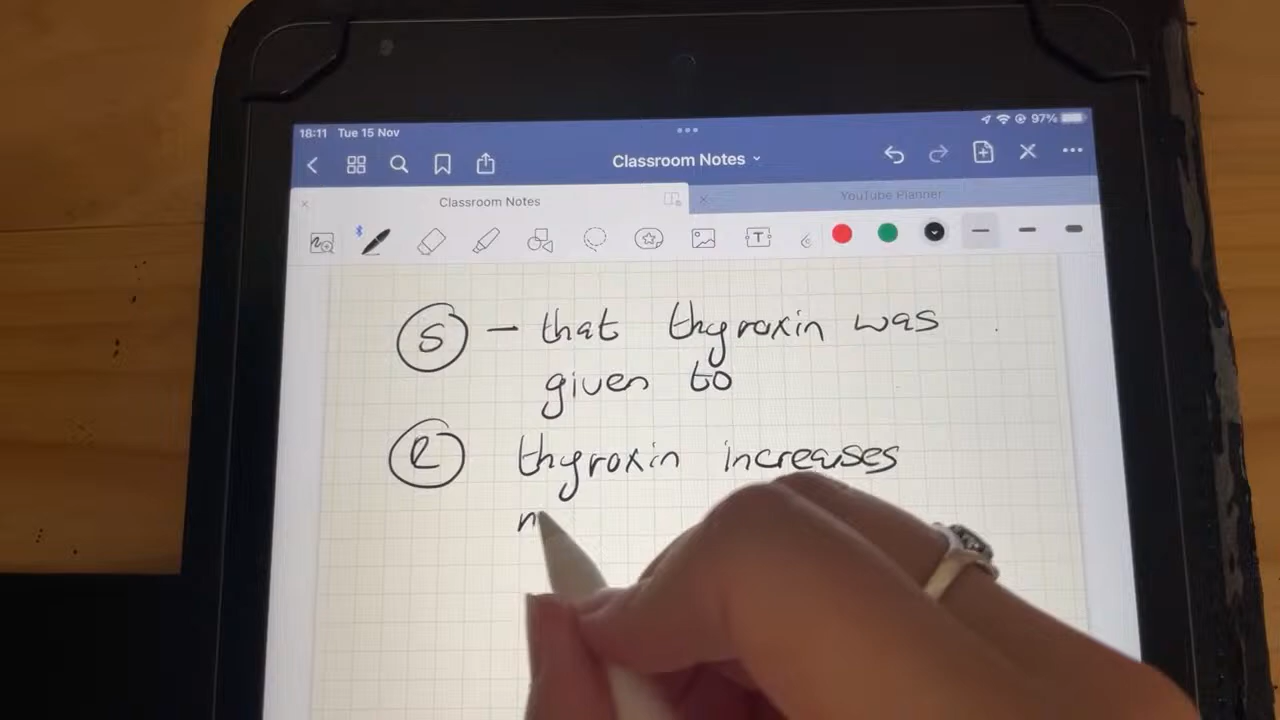 18:11 Tue 15 Nov 97%
Classroom Notes
Classroom Notes YouTube Planner
T
S - that thyroxin was
given to
R thyroxin increases